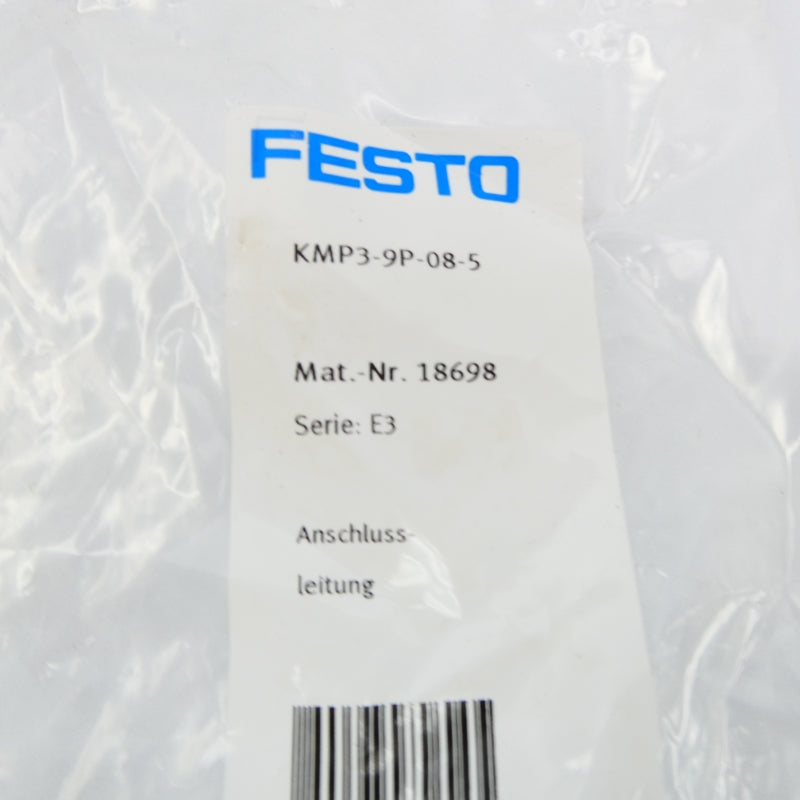 FESTO
KMP3-9P-08-5
Mat.-Nr. 18698
Serie: E3
Anschluss-
leitung